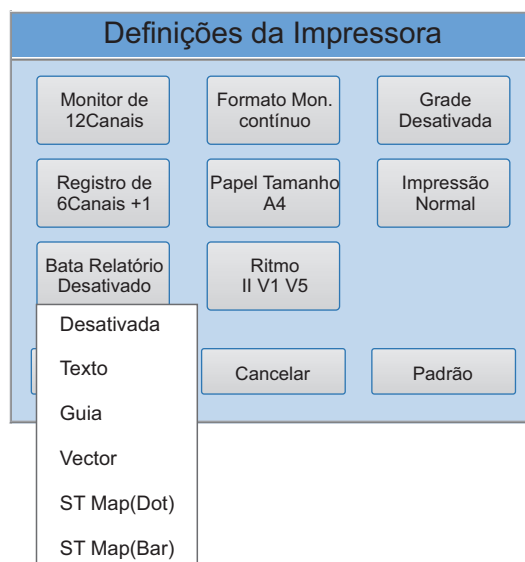 Definições da Impressora
Monitor de
12Canais
Formato Mon.
contínuo
Grade
Desativada
Registro de
6Canais +1
Papel Tamanho
A4
Impressão
Normal
Bata Relatório
Desativado
Ritmo
II V1 V5
Desativada
Texto
Guia
Vector
ST Map(Dot)
ST Map(Bar)
Cancelar
Padrão